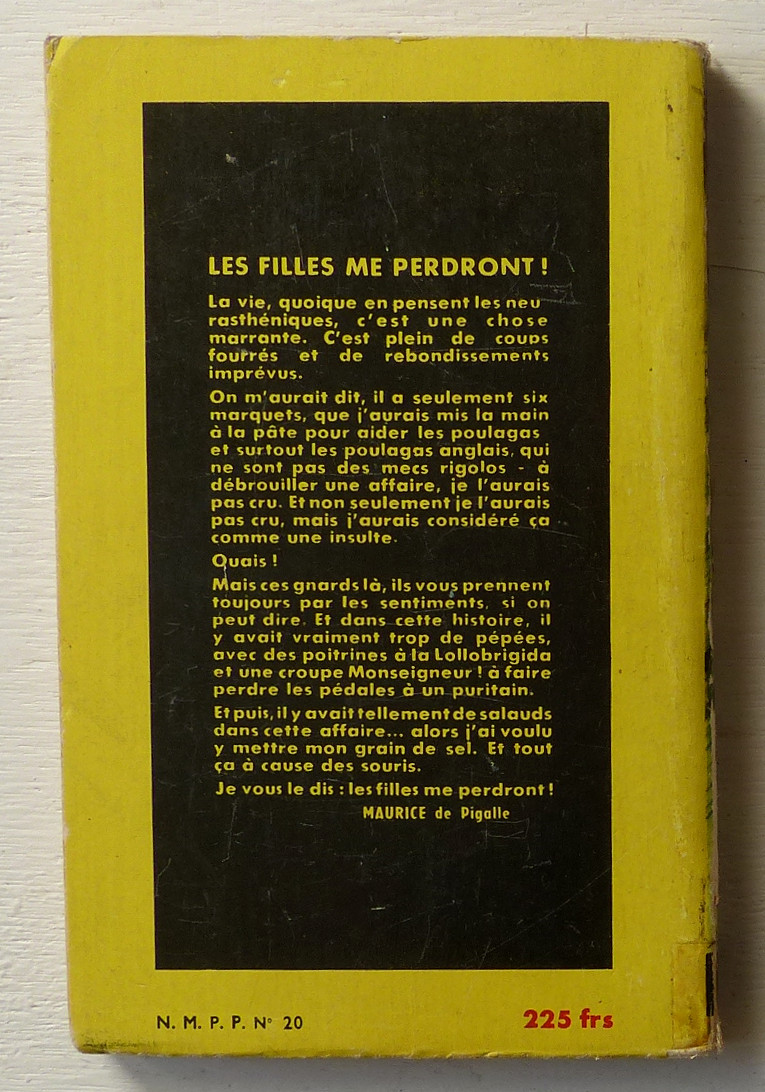 LES FILLES ME PERDRONT !
La vie, quoique en pensent les neu
rasthéniques, c'est une chose
marrante. C'est plein de coups
fourrés et de rebondissements
imprévus.
On m'aurait dit, il a seulement six
marquets, que j'aurais mis la main
à la pâte pour aider les poulagas
et surtout les poulagas anglais, qui
ne sont pas des mecs rigolos - à
débrouiller une affaire, je l'aurais
pas cru. Et non seulement je l'aurais
pas cru, mais j'aurais considéré ça
comme une insulte.
Ouais !
Mais ces gnards là, ils vous prennent
toujours par les sentiments, si on
peut dire. Et dans cette histoire, il
y avait vraiment trop de pépées,
avec des poitrines à la Lollobrigida
et une croupe Monseigneur ! à faire
perdre les pédales à un puritain.
Et puis, il y avait tellement de salauds
dans cette affaire... alors j'ai voulu
y mettre mon grain de sel. Et tout
ça à cause des souris.
Je vous le dis : les filles me perdront !
MAURICE de Pigalle
N. M. P. P. N° 20
225 frs